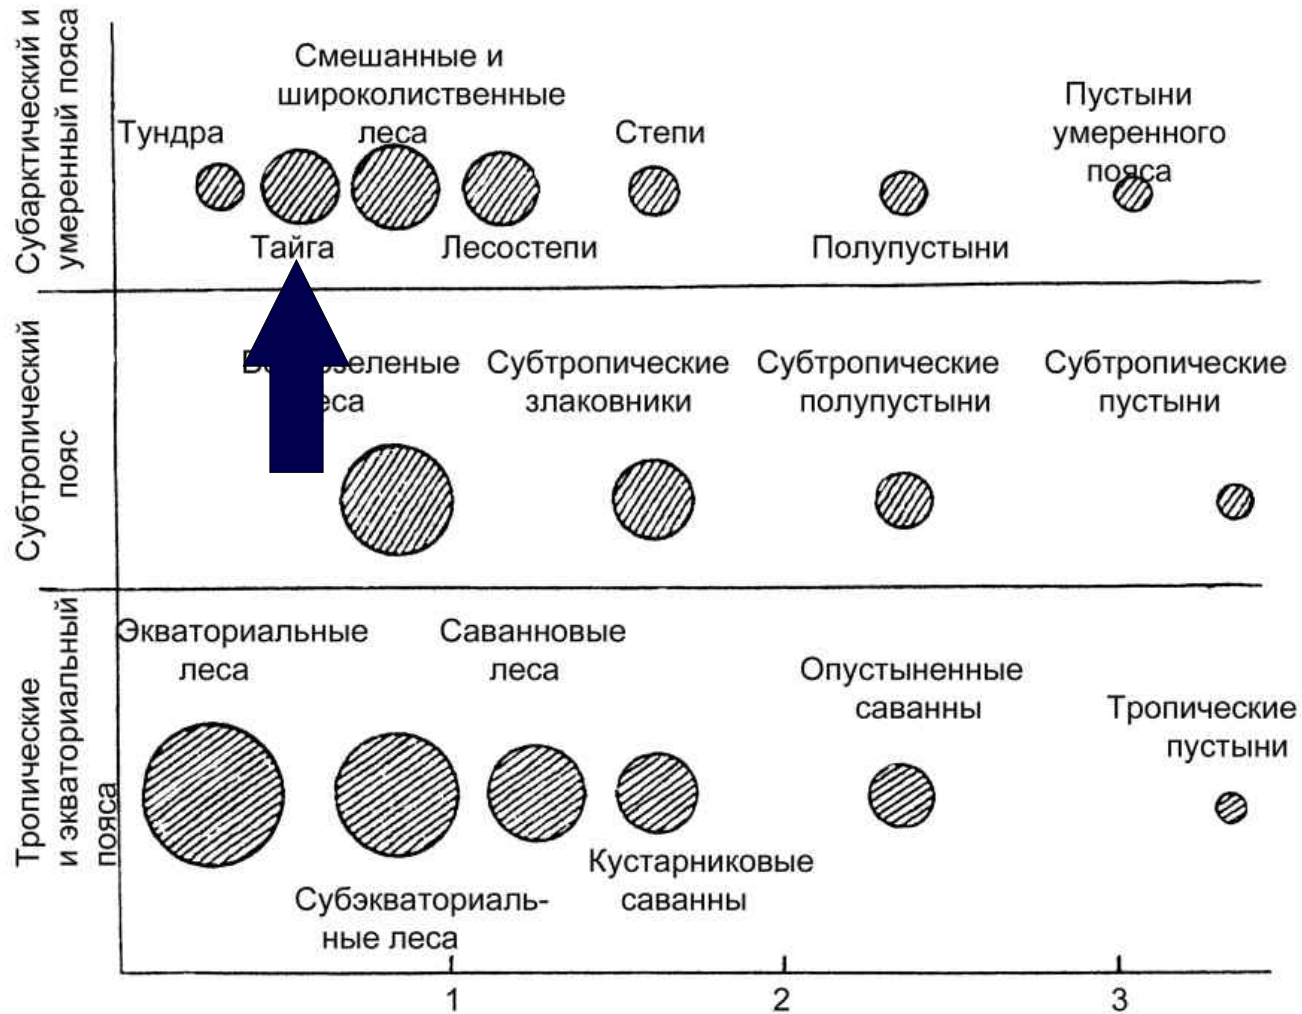 Субарктический и
умеренный пояса
Смешанные и
широколиственные
леса
Тундра
Степи
Пустыни
умеренного
пояса
Тайга
Лесостепи
Полупустыни
Субтропический
пояс
Субтропические
злаковники
Субтропические
полупустыни
Субтропические
пустыни
Тропические
и экваториальный
пояса
Экваториальные
леса
Саванновые
леса
Опустыненные
саванны
Тропические
пустыни
Кустарниковые
саванны
Субэкваториаль-
ные леса
1
2
3